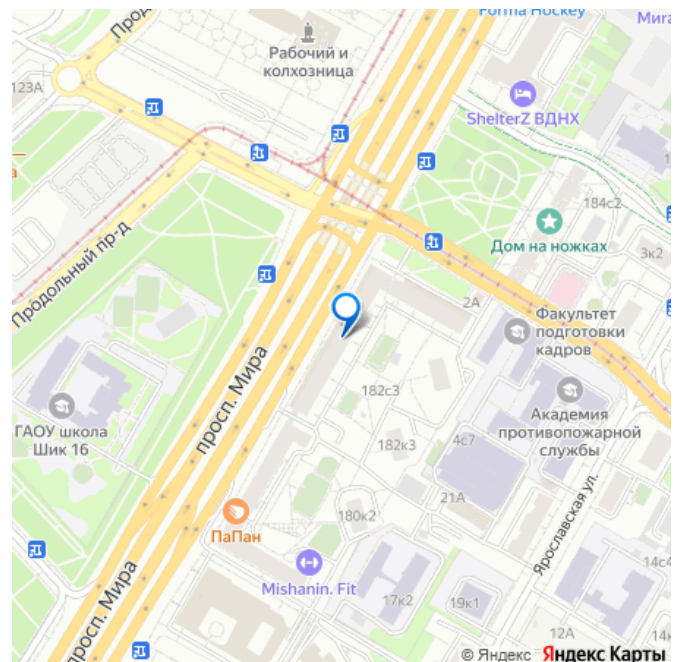 Forma Hockey
Мира
Прод
Рабочий и
колхозница
123А
ShelterZ ВДНХ
184с2
Дом на ножках
3к2
Продольный пр-д
2А
Факультет
подготовки
кадров
просп. Мира
182с3
ГАОУ школа
Шик 16
Академия
противопожарной
службы
182к3
4с7
21А
180к2
ПаПан
Ярославская ул.
Mishanin. Fit
17к2
19к1
14с4
просп. Мира
12А
14
© Яндекс Яндекс Карты